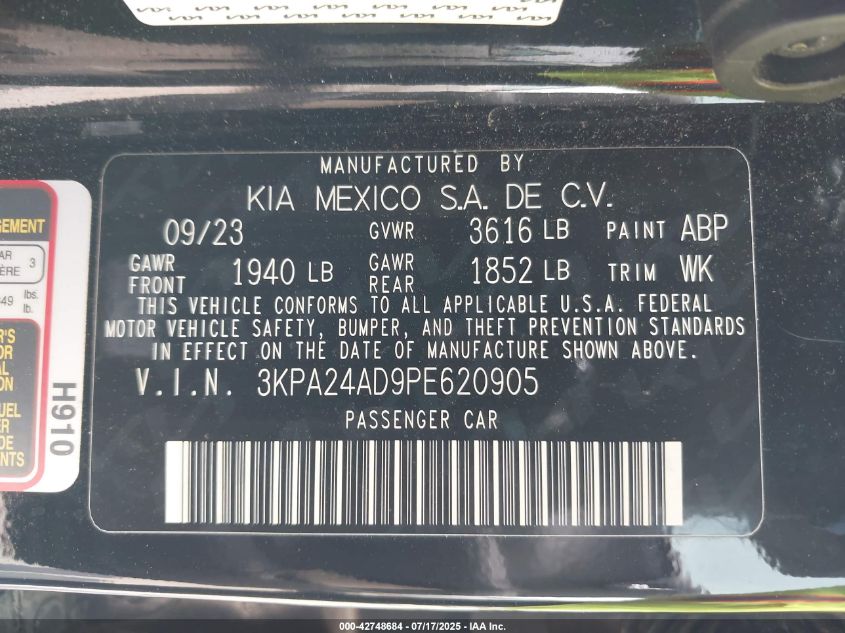 MANUFACTURED BY
KIA MEXICO S.A. DE C.V.
09/23 GVWR 3616 LB PAINT ABP
GAWR FRONT 1940 LB GAWR REAR 1852 LB TRIM WK
THIS VEHICLE CONFORMS TO ALL APPLICABLE U.S.A. FEDERAL
MOTOR VEHICLE SAFETY, BUMPER, AND THEFT PREVENTION STANDARDS
IN EFFECT ON THE DATE OF MANUFACTURE SHOWN ABOVE.
V.I.N. 3KPA24AD9PE620905
PASSENGER CAR
H910
lbs.
lb.
3
000-42748684 / 07/17/2025 - IAA Inc.